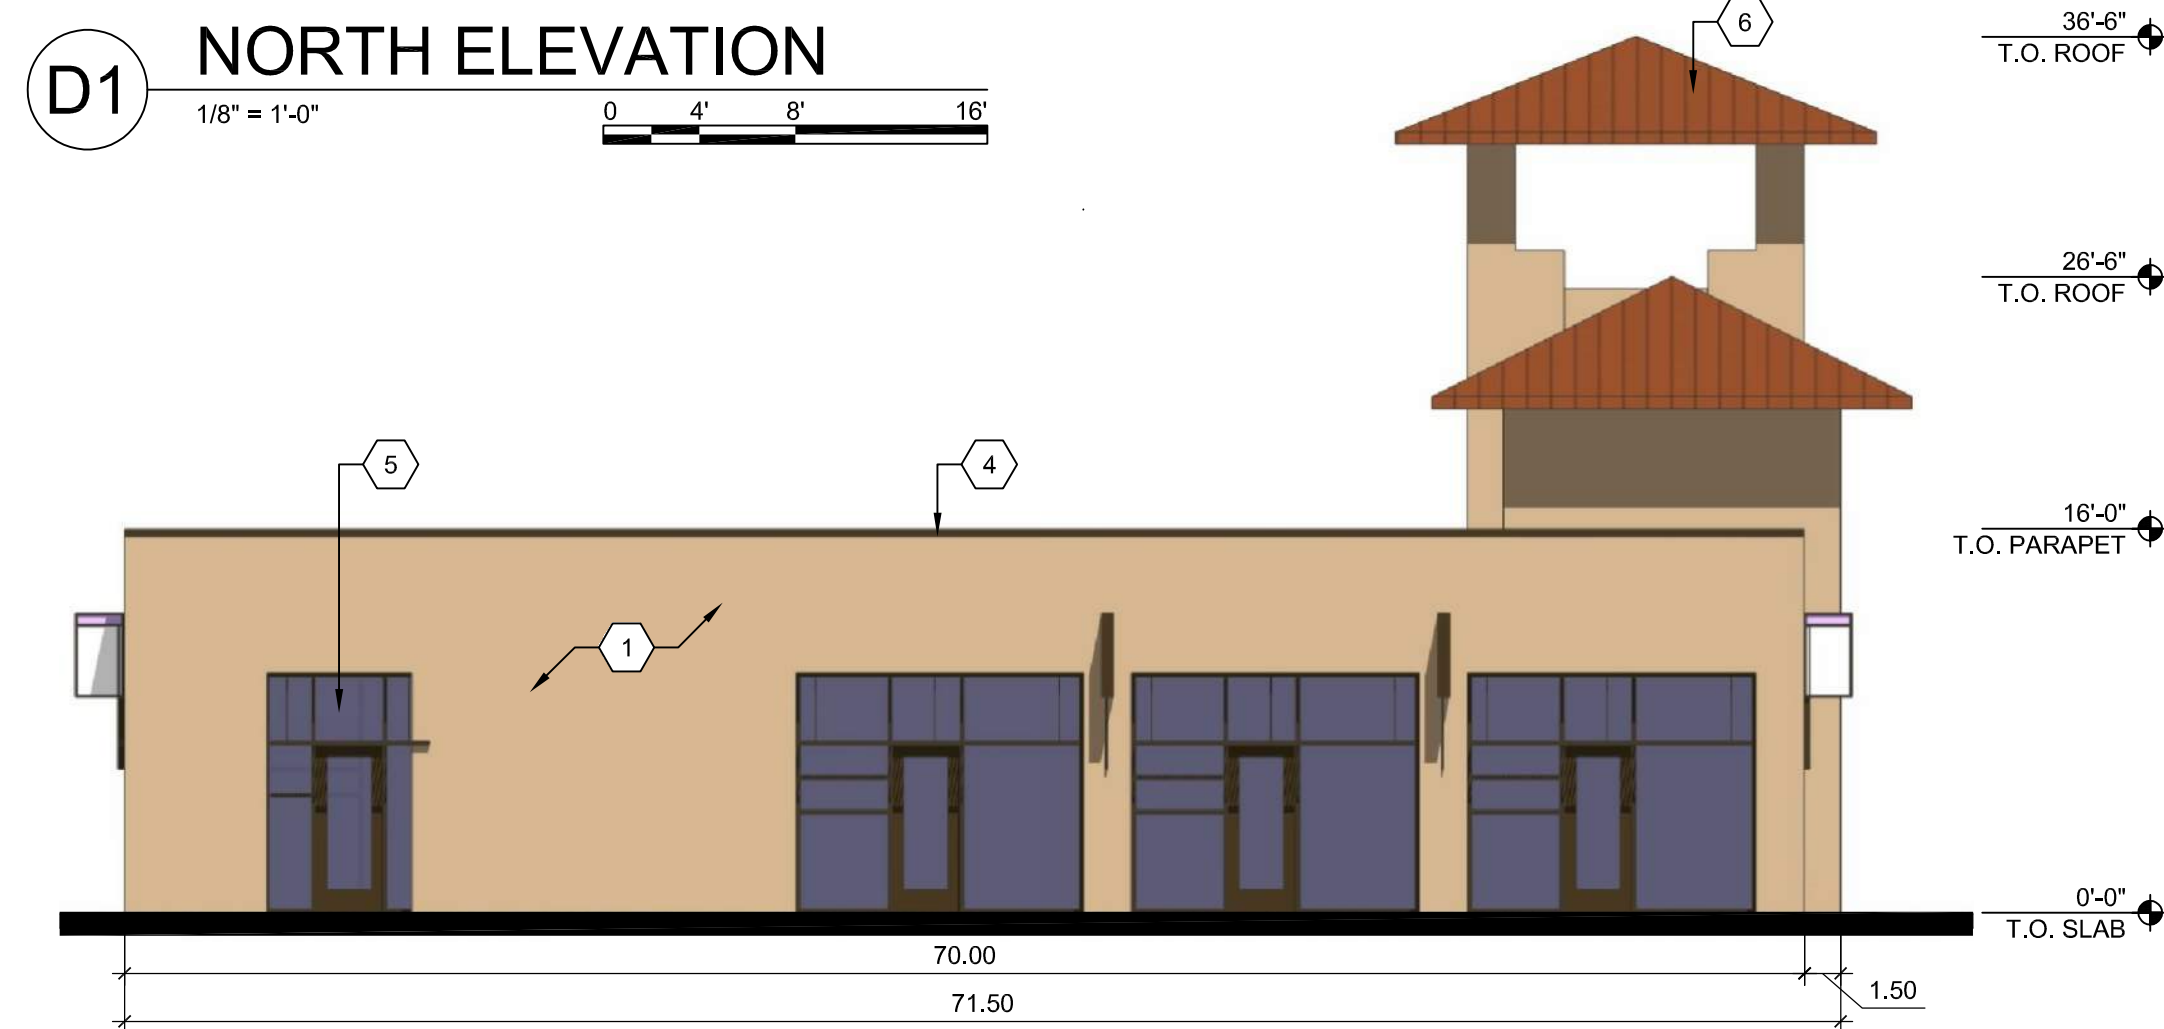 D1
NORTH ELEVATION
1/8" = 1'-0"
0 4' 8' 16'
6
36'-6"
T.O. ROOF
26'-6"
T.O. ROOF
5
4
16'-0"
T.O. PARAPET
1
0'-0"
T.O. SLAB
70.00
1.50
71.50